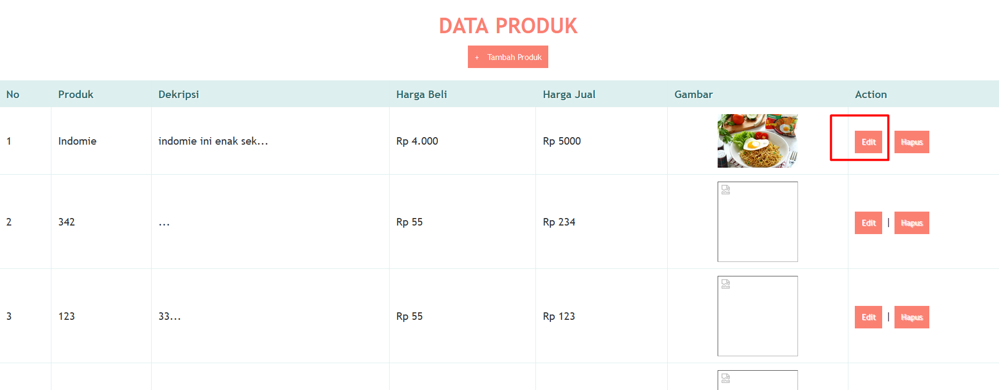 DATA PRODUK
+ Tambah Produk
No Produk Dekripsi Harga Beli Harga Jual Gambar Action
1 Indomie indomie ini enak sek... Rp 4.000 Rp 5000 Edit Hapus
2 342 ... Rp 55 Rp 234 Edit | Hapus
3 123 33... Rp 55 Rp 123 Edit | Hapus